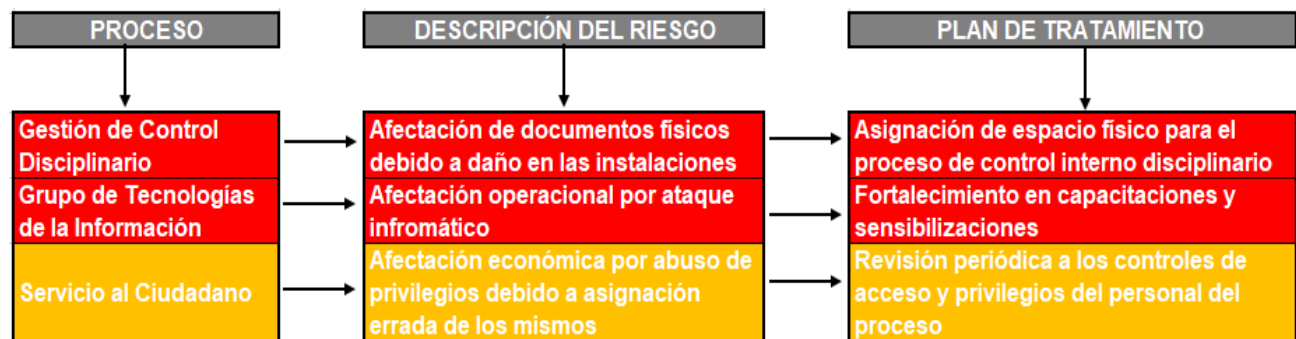 PROCESO
DESCRIPCIÓN DEL RIESGO
PLAN DE TRATAMIENTO
Gestión de Control
Disciplinario
Afectación de documentos físicos
debido a daño en las instalaciones
Asignación de espacio físico para el
proceso de control interno disciplinario
Grupo de Tecnologías
de la Información
Afectación operacional por ataque
infromático
Fortalecimiento en capacitaciones y
sensibilizaciones
Servicio al Ciudadano
Afectación económica por abuso de
privilegios debido a asignación
errada de los mismos
Revisión periódica a los controles de
acceso y privilegios del personal del
proceso